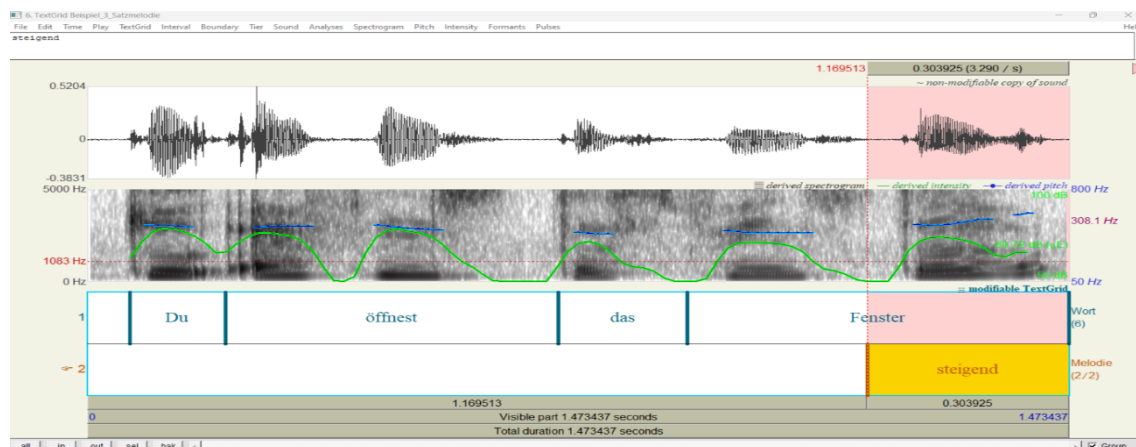 6. TextGrid Beispiel_3_Satzmelodie
File Edit Time Play TextGrid Interval Boundary Tier Sound Analyses Spectrogram Pitch Intensity Formants Pulses Hel
steigend
1.169513 0.303925 (3.290 / s)
~ non-modifiable copy of sound
0.5204
0
-0.3831
5000 Hz derived spectrogram derived intensity derived pitch 800 Hz
100 dB
308.1 Hz
1083 Hz
0 Hz 50 Hz
modifiable TextGrid
1 Du öffnest das Fenster Wort
(6)
2 steigend Melodie
(2/2)
1.169513 0.303925
0 Visible part 1.473437 seconds 1.473437
Total duration 1.473437 seconds
all in out sel bak Group